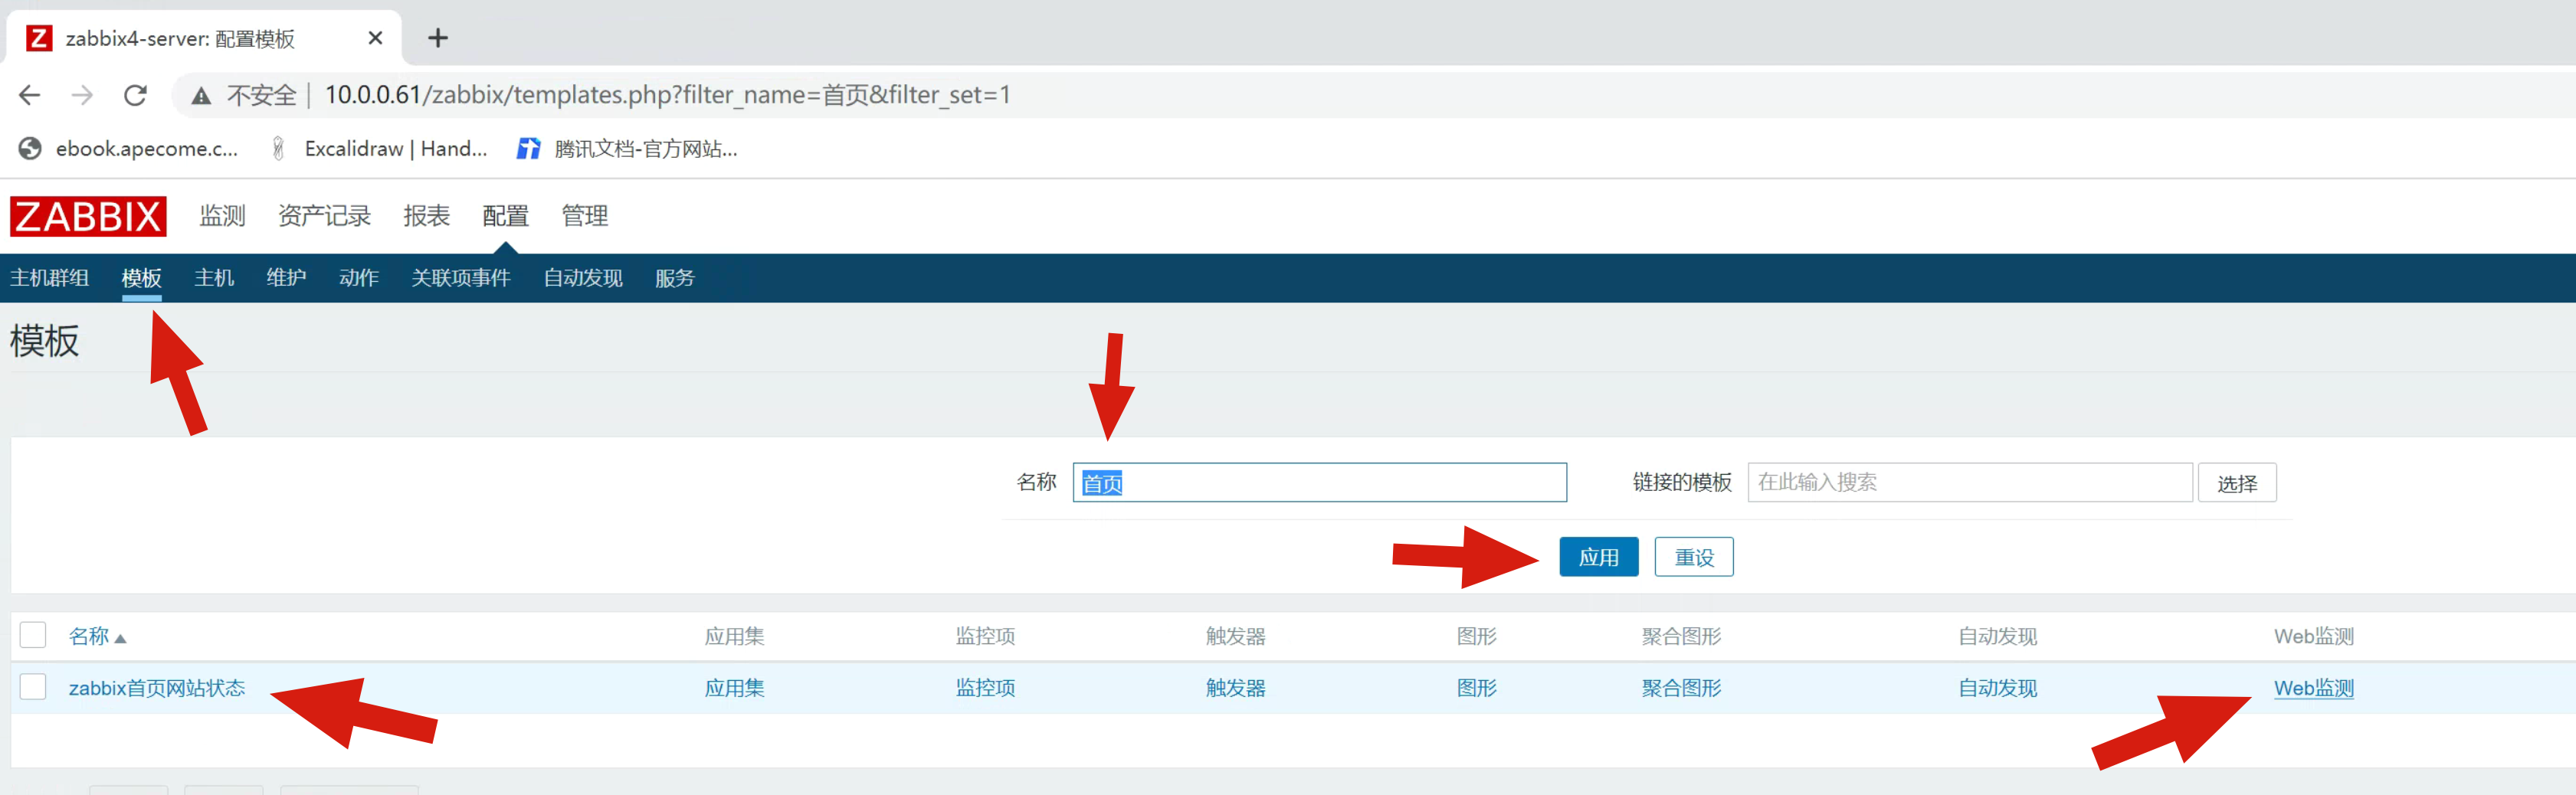 Z zabbix4-server: 配置模板
不安全 | 10.0.0.61/zabbix/templates.php?filter_name=首页&filter_set=1
ebook.apecome.c... Excalidraw | Hand... 腾讯文档-官方网站...
ZABBIX 监测 资产记录 报表 配置 管理
主机群组 模板 主机 维护 动作 关联项事件 自动发现 服务
模板
名称 首页 链接的模板 在此输入搜索 选择
应用 重设
名称 应用集 监控项 触发器 图形 聚合图形 自动发现 Web监测
zabbix首页网站状态 应用集 监控项 触发器 图形 聚合图形 自动发现 Web监测